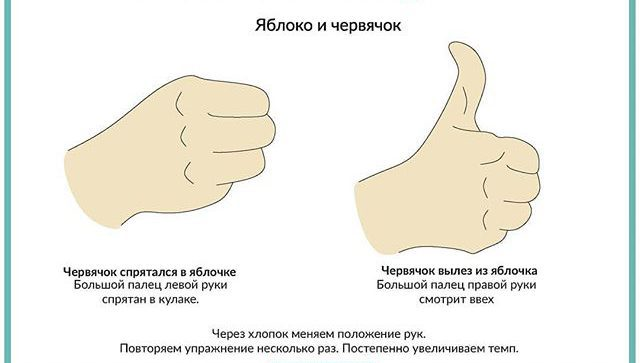 Яблоко и червячок
Червячок спрятался в яблочке
Большой палец левой руки
спрятан в кулаке.
Червячок вылез из яблочка
Большой палец правой руки
смотрит ввех
Через хлопок меняем положение рук.
Повторяем упражнение несколько раз. Постепенно увеличиваем темп.